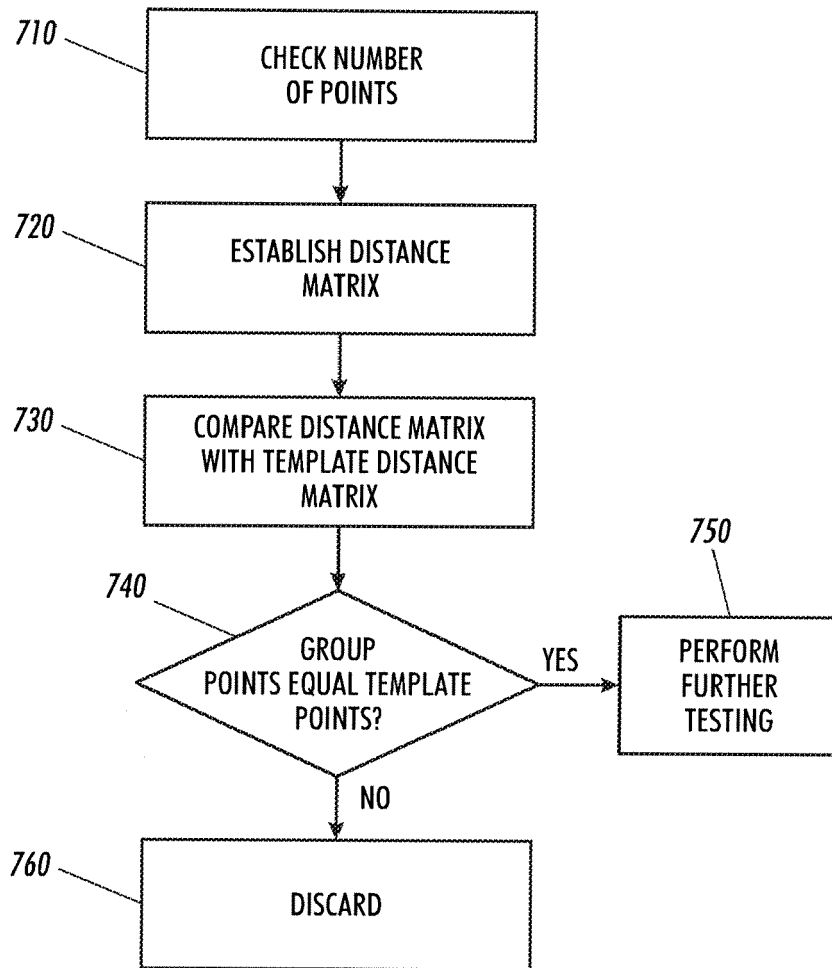 710
CHECK NUMBER
OF POINTS
720
ESTABLISH DISTANCE
MATRIX
730
COMPARE DISTANCE MATRIX
WITH TEMPLATE DISTANCE
MATRIX
740
GROUP
POINTS EQUAL TEMPLATE
POINTS?
YES
750
PERFORM
FURTHER
TESTING
NO
760
DISCARD